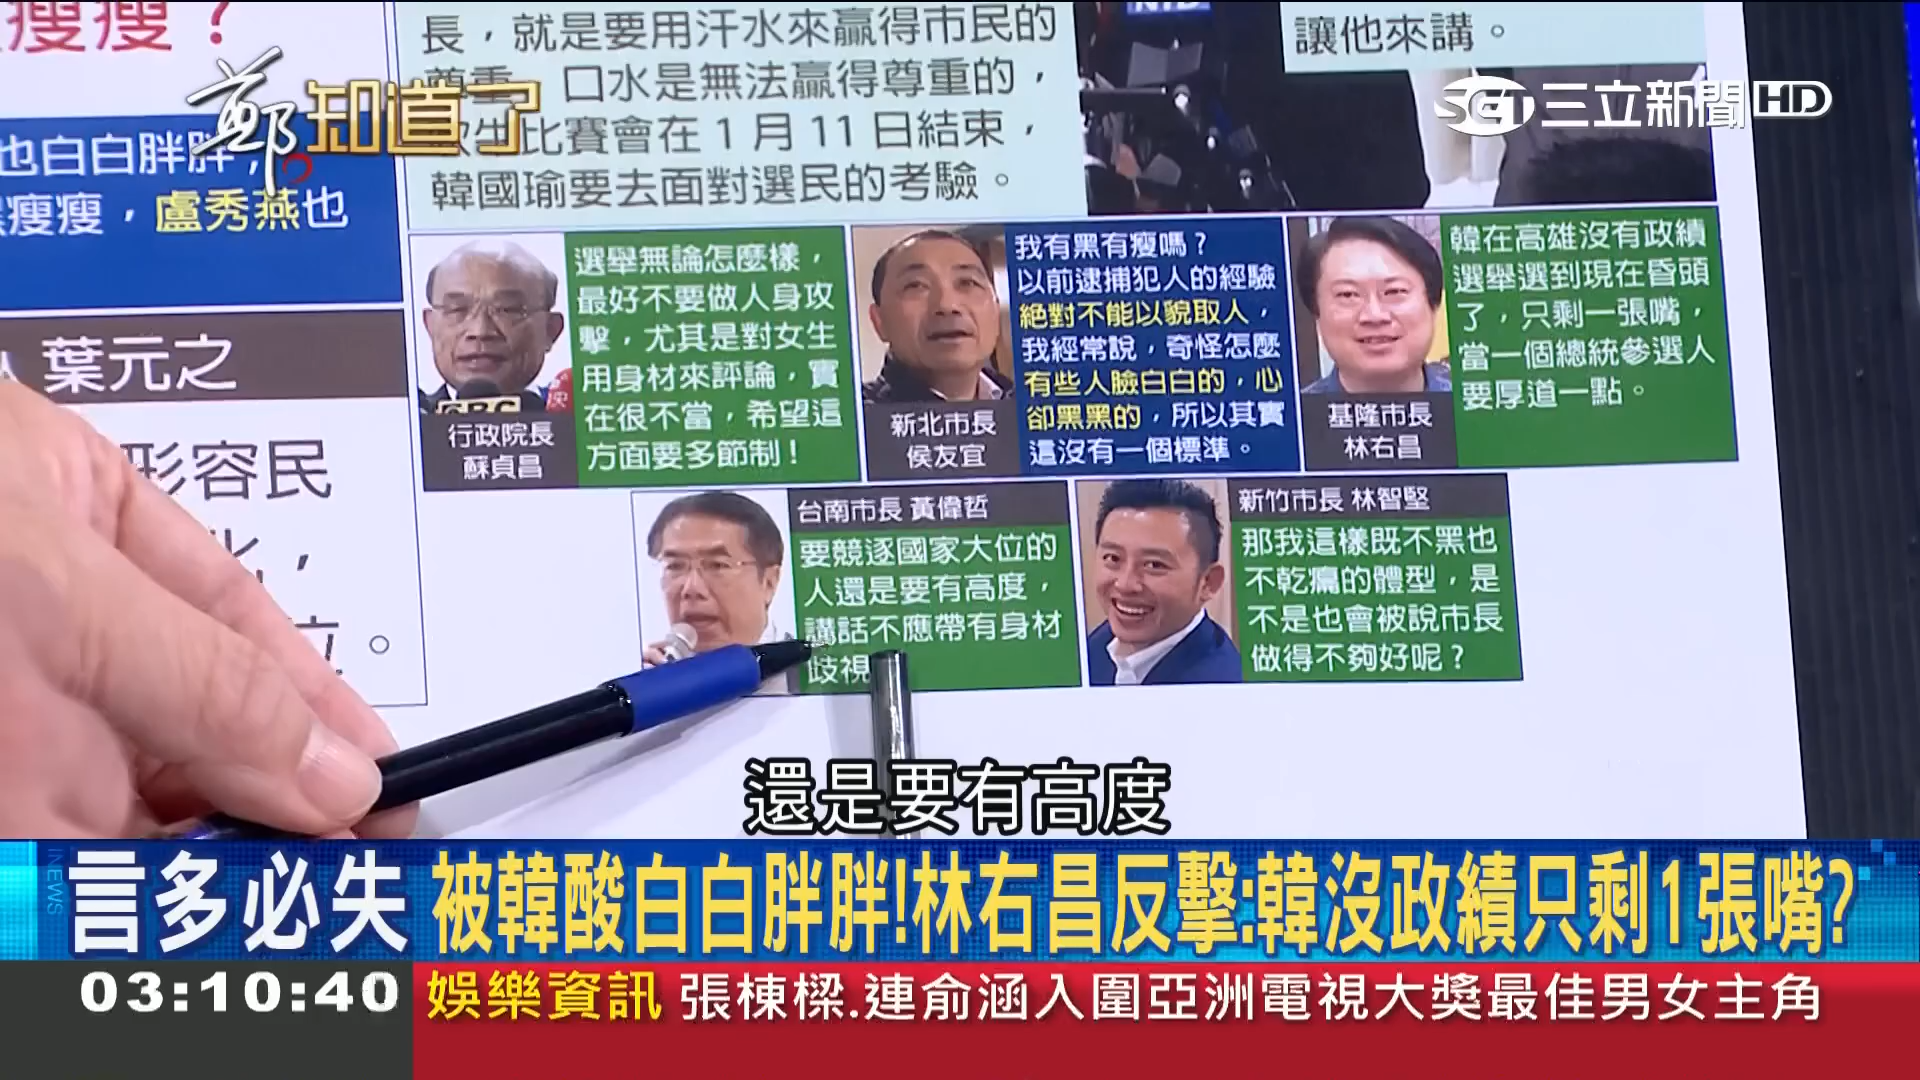 瘦瘦？
長，就是要用汗水來贏得市民的
尊重，口水是無法贏得尊重的，
比賽會在1月11日結束，
韓國瑜要去面對選民的考驗。
讓他來講。
鄭知道了
SET三立新聞HD
也白白胖胖，
瘦瘦，盧秀燕也
葉元之
形容民
選舉無論怎麼樣，
最好不要做人身攻
擊，尤其是對女生
用身材來評論，實
在很不當，希望這
方面要多節制！
行政院長
蘇貞昌
我有黑有瘦嗎？
以前逮捕犯人的經驗
絕對不能以貌取人，
我經常說，奇怪怎麼
有些人臉白白的，心
卻黑黑的，所以其實
這沒有一個標準。
新北市長
侯友宜
韓在高雄沒有政績
選舉選到現在昏頭
了，只剩一張嘴，
當一個總統參選人
要厚道一點。
基隆市長
林右昌
台南市長 黃偉哲
要競逐國家大位的
人還是要有高度，
講話不應帶有身材
歧視
新竹市長 林智堅
那我這樣既不黑也
不乾癟的體型，是
不是也會被說市長
做得不夠好呢？
還是要有高度
NEWS
言多必失 被韓酸白白胖胖!林右昌反擊:韓沒政績只剩1張嘴?
03:10:40 娛樂資訊 張棟樑.連俞涵入圍亞洲電視大獎最佳男女主角